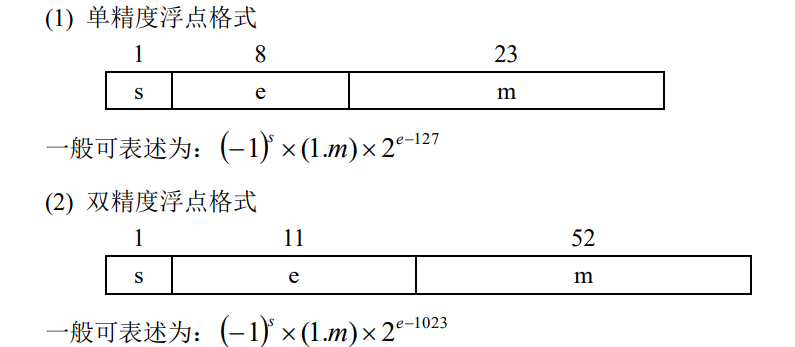 (1) 单精度浮点格式
1 8 23
s e m
一般可表述为：(−1)^s×(1.m)×2^{e−127}
(2) 双精度浮点格式
1 11 52
s e m
一般可表述为：(−1)^s×(1.m)×2^{e−1023}